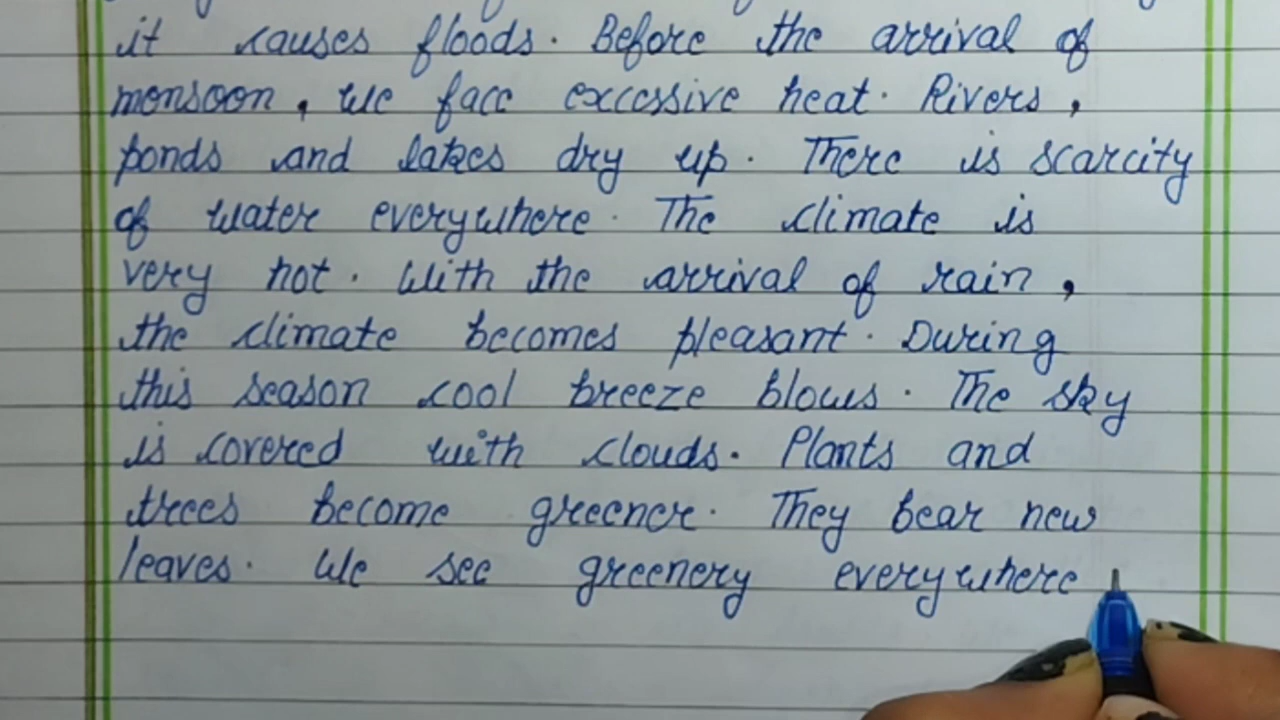 it causes floods. Before the arrival of
monsoon, we face excessive heat. Rivers,
ponds and lakes dry up. There is scarcity
of water everywhere. The climate is
very hot. With the arrival of rain,
the climate becomes pleasant. During
this season cool breeze blows. The sky
is covered with clouds. Plants and
trees become greener. They bear new
leaves. We see greenery everywhere